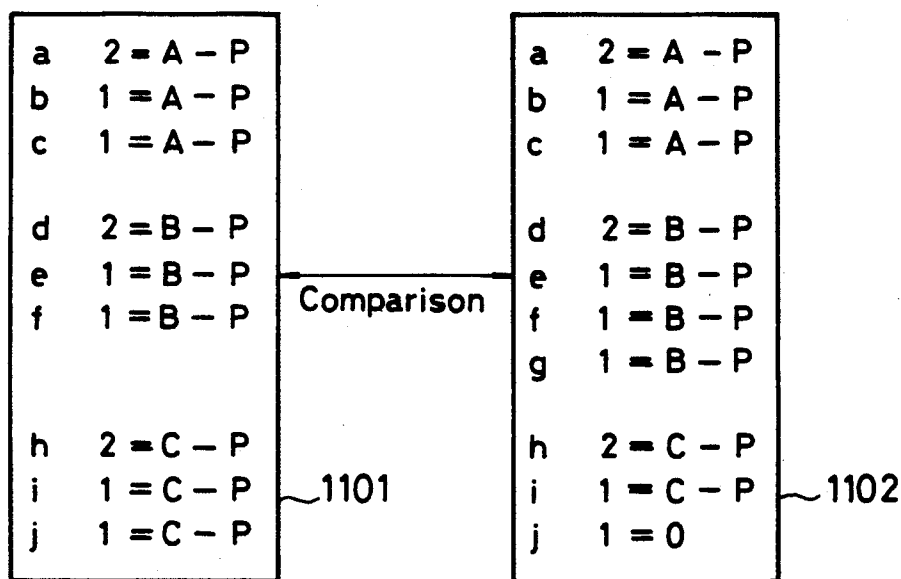 a 2 = A – P
b 1 = A – P
c 1 = A – P
d 2 = B – P
e 1 = B – P
f 1 = B – P
h 2 = C – P
i 1 = C – P
j 1 = C – P
1101
Comparison
a 2 = A – P
b 1 = A – P
c 1 = A – P
d 2 = B – P
e 1 = B – P
f 1 = B – P
g 1 = B – P
h 2 = C – P
i 1 = C – P
j 1 = 0
1102